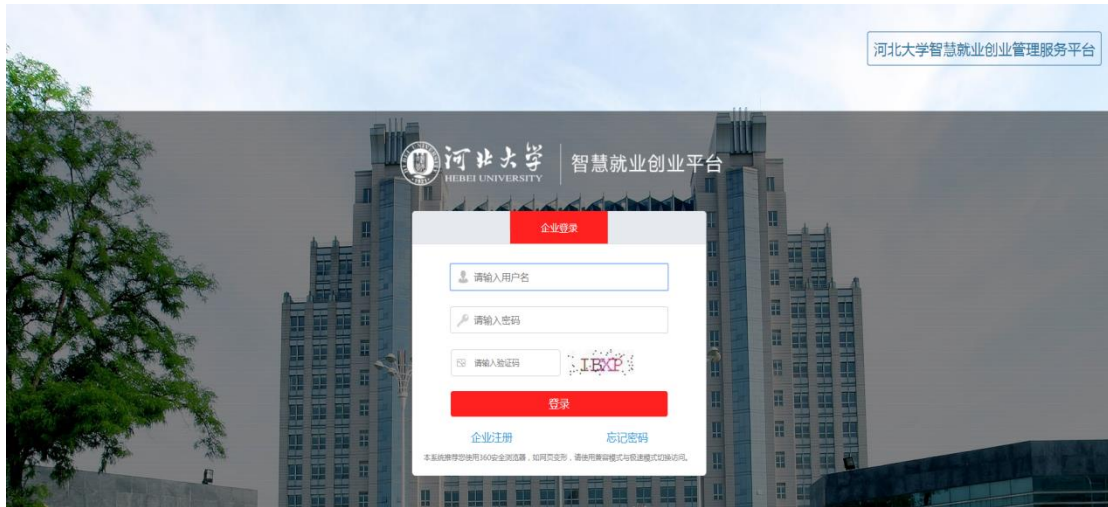 河北大学智慧就业创业管理服务平台
河北大学
HEBEI UNIVERSITY
智慧就业创业平台
企业登录
请输入用户名
请输入密码
请输入验证码
IBXP
登录
企业注册 忘记密码
本系统推荐您使用360安全浏览器，如网页变形，请使用兼容模式与极速模式切换访问。